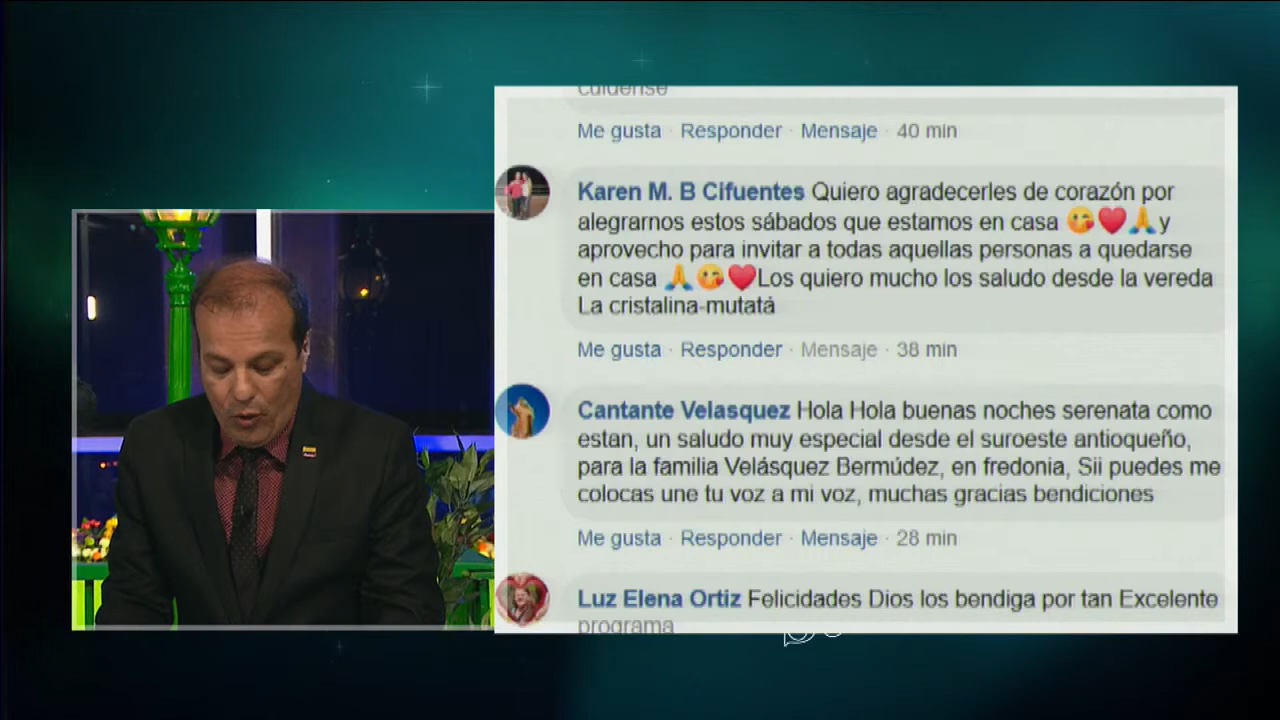 cuidense
Me gusta · Responder · Mensaje · 40 min
Karen M. B Cifuentes Quiero agradecerles de corazón por
alegrarnos estos sábados que estamos en casa 😘❤️🙏y
aprovecho para invitar a todas aquellas personas a quedarse
en casa 🙏😘❤️Los quiero mucho los saludo desde la vereda
La cristalina-mutatá
Me gusta · Responder · Mensaje · 38 min
Cantante Velasquez Hola Hola buenas noches serenata como
estan, un saludo muy especial desde el suroeste antioqueño,
para la familia Velásquez Bermúdez, en fredonia, Sii puedes me
colocas une tu voz a mi voz, muchas gracias bendiciones
Me gusta · Responder · Mensaje · 28 min
Luz Elena Ortiz Felicidades Dios los bendiga por tan Excelente
programa